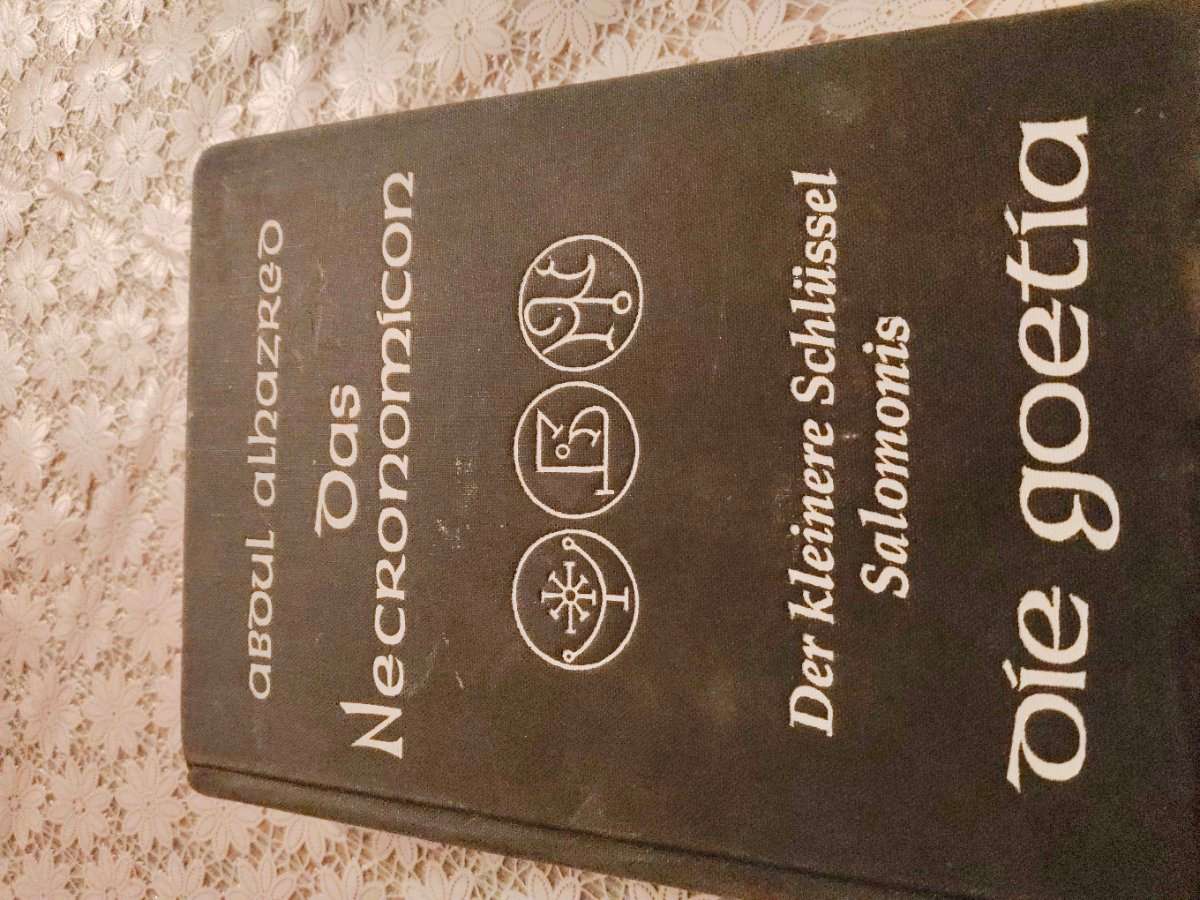 ABDUL ALHAZRED
Das
Necronomicon
Der kleinere Schlüssel
Salomonis
Die goetia